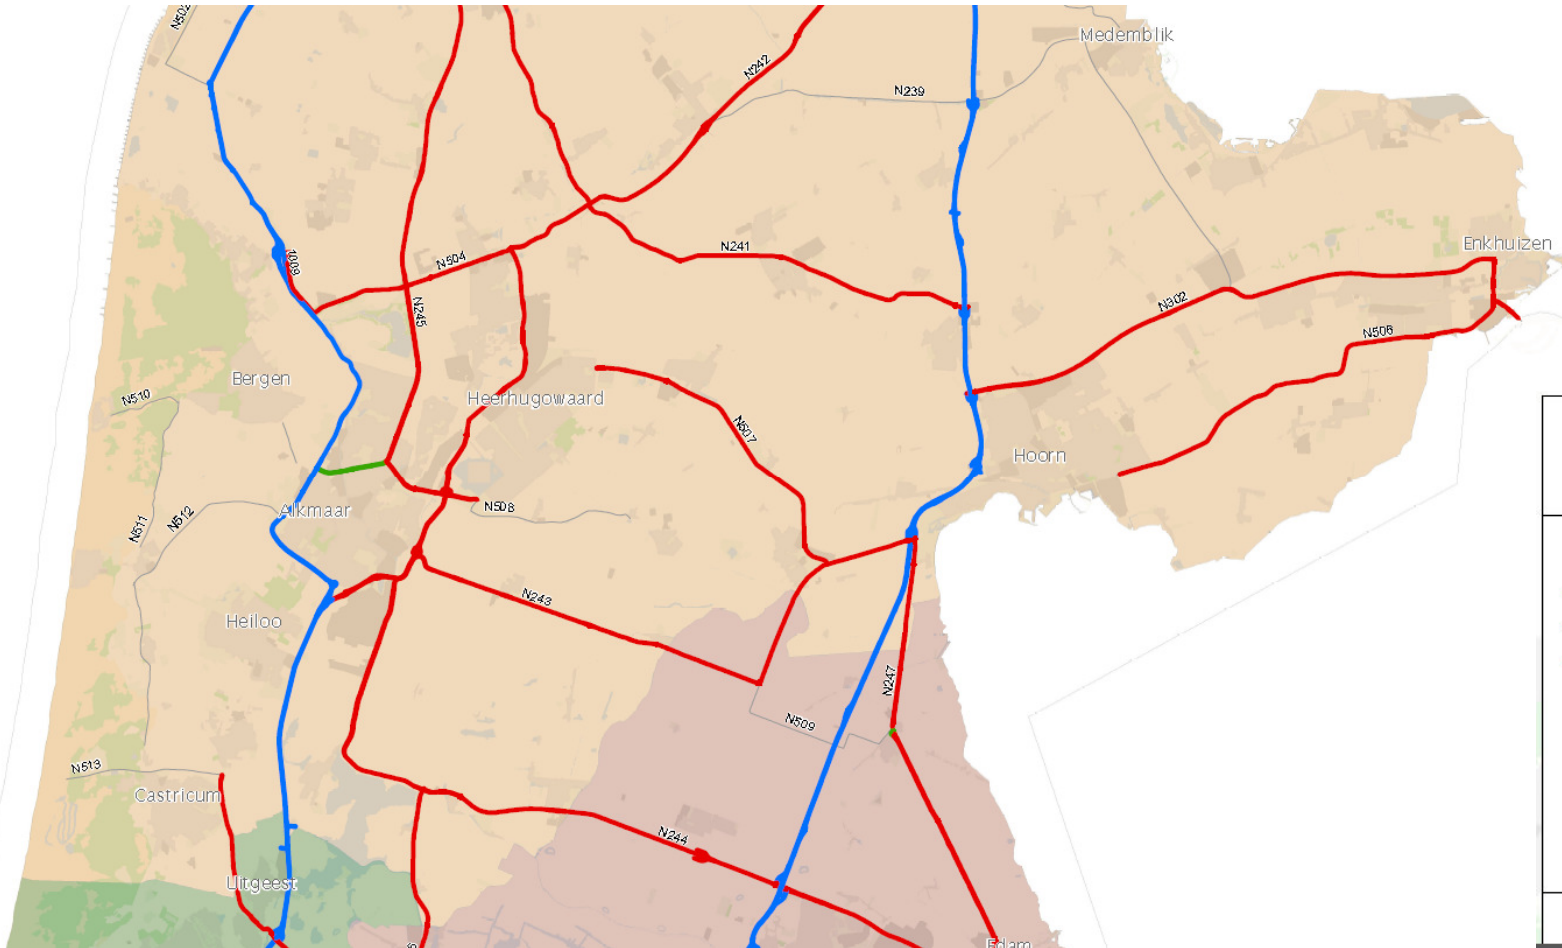 N502
Medemblik
N242
N239
Enkhuizen
N241
N504
N302
N245
N506
Bergen
N510
Heerhugowaard
N507
Hoorn
N508
Alkmaar
N512
N511
N243
Heiloo
N247
N509
N513
Castricum
N244
Uitgeest
Edam